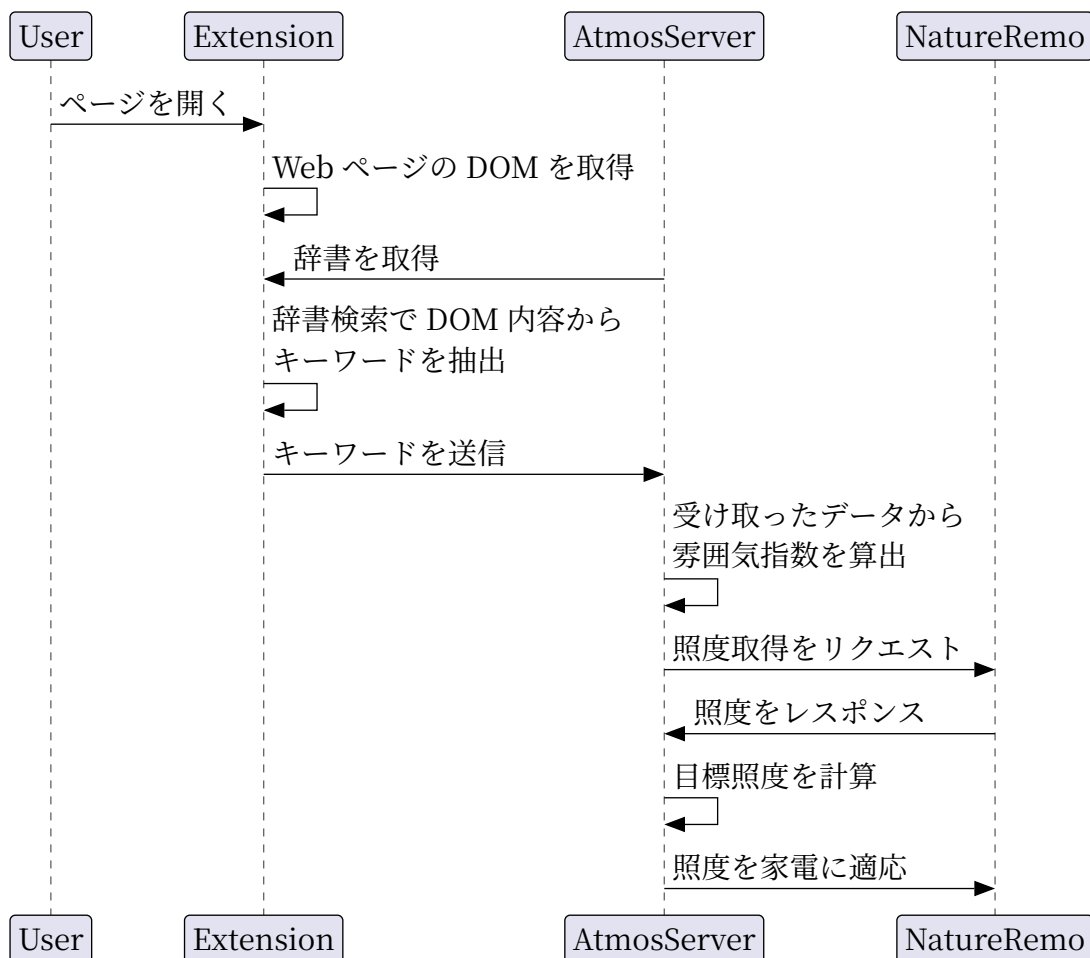 User Extension AtmosServer NatureRemo
ページを開く
Web ページの DOM を取得
辞書を取得
辞書検索で DOM 内容から
キーワードを抽出
キーワードを送信
受け取ったデータから
雰囲気指数を算出
照度取得をリクエスト
照度をレスポンス
目標照度を計算
照度を家電に適応
User Extension AtmosServer NatureRemo